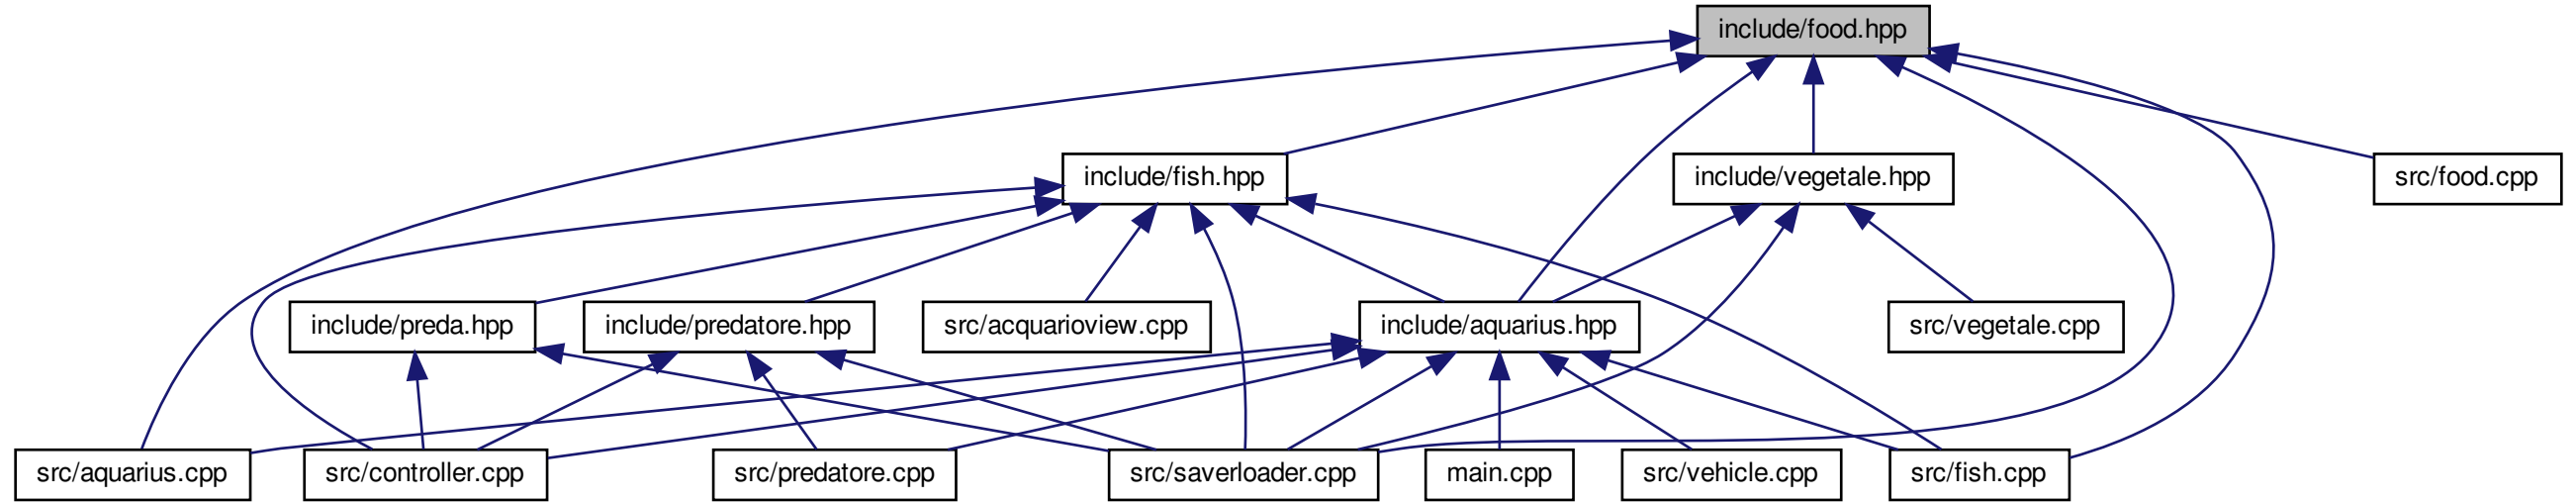 include/food.hpp
include/fish.hpp
include/vegetale.hpp
src/food.cpp
include/preda.hpp
include/predatore.hpp
src/acquarioview.cpp
include/aquarius.hpp
src/vegetale.cpp
src/aquarius.cpp
src/controller.cpp
src/predatore.cpp
src/saverloader.cpp
main.cpp
src/vehicle.cpp
src/fish.cpp